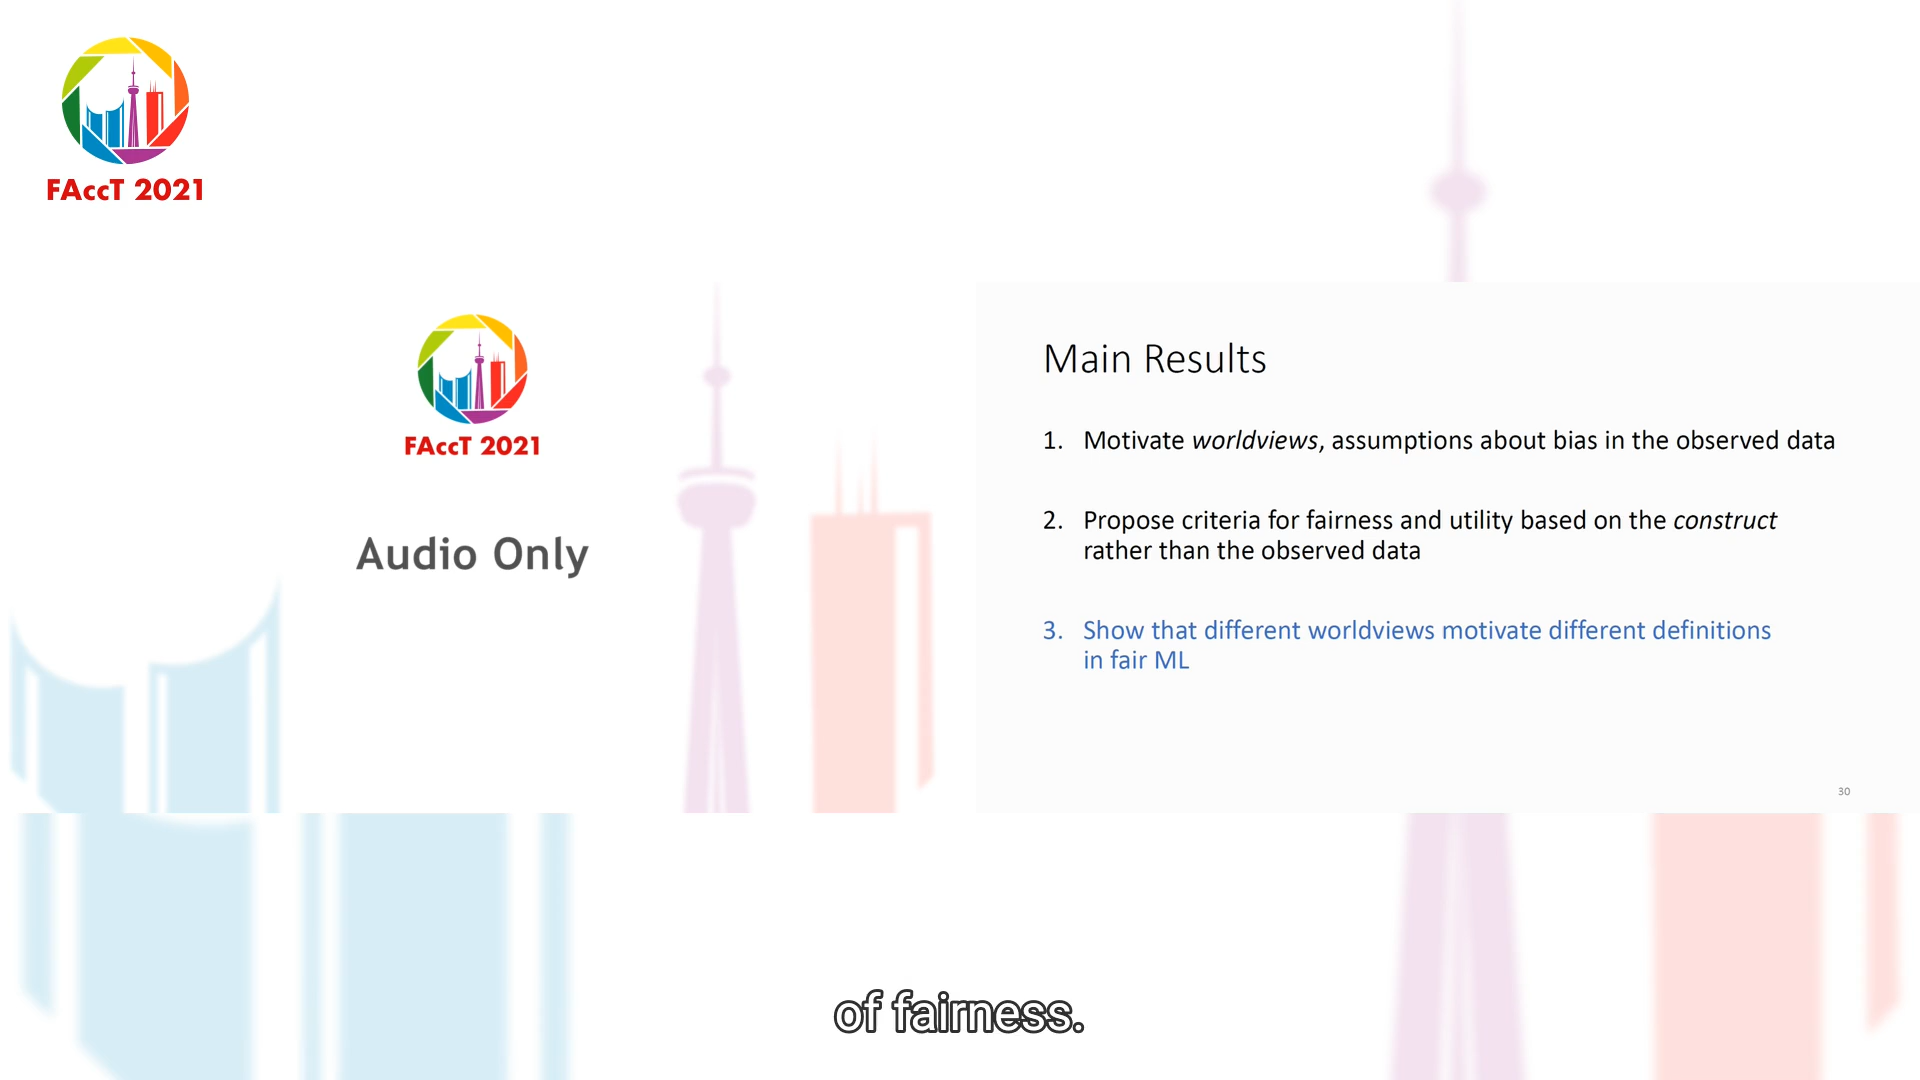 FAccT 2021
FAccT 2021
Audio Only
Main Results
1. Motivate worldviews, assumptions about bias in the observed data
2. Propose criteria for fairness and utility based on the construct
rather than the observed data
3. Show that different worldviews motivate different definitions
in fair ML
30
of fairness.